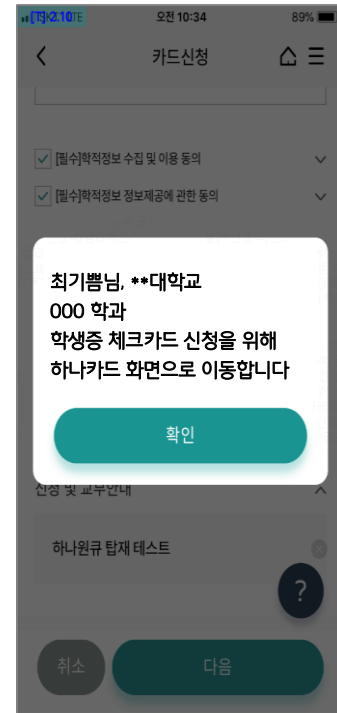 [TS]-2.10 TE 오전 10:34 89%
카드신청
[필수]학적정보 수집 및 이용 동의
[필수]학적정보 정보제공에 관한 동의
최기쁨님, **대학교
000 학과
학생증 체크카드 신청을 위해
하나카드 화면으로 이동합니다
확인
신청 및 교부안내
하나원큐 탑재 테스트
?
취소 다음